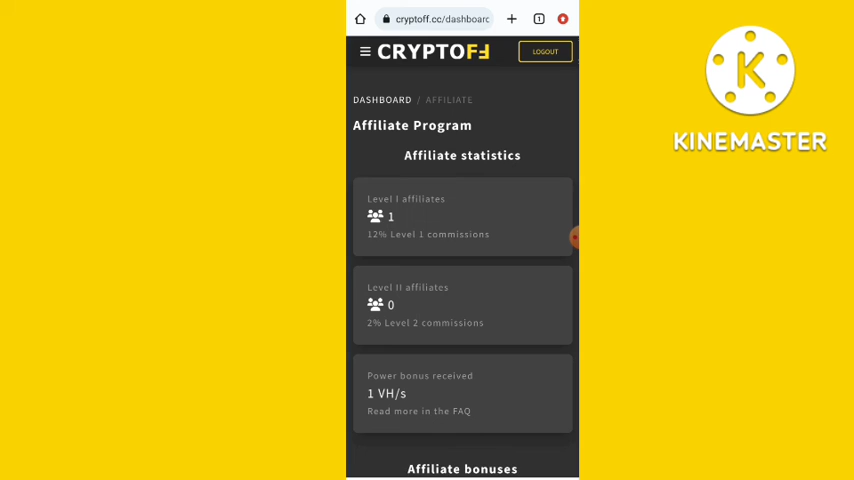 cryptoff.cc/dashboard
1
CRYPTOFF
LOGOUT
DASHBOARD / AFFILIATE
Affiliate Program
Affiliate statistics
Level I affiliates
1
12% Level 1 commissions
Level II affiliates
0
2% Level 2 commissions
Power bonus received
1 VH/s
Read more in the FAQ
Affiliate bonuses
K
KINEMASTER